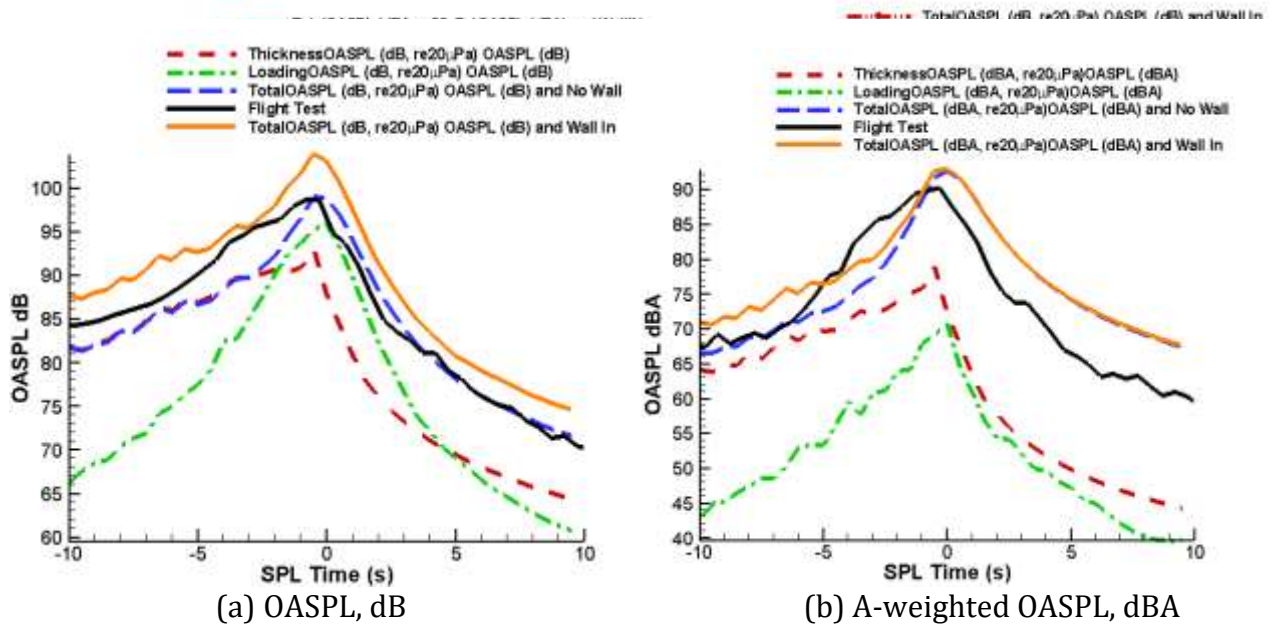 TotalOASPL (dB, re20µPa) OASPL (dB) and Wall In
ThicknessOASPL (dB, re20µPa) OASPL (dB)
LoadingOASPL (dB, re20µPa) OASPL (dB)
TotalOASPL (dB, re20µPa) OASPL (dB) and No Wall
Flight Test
TotalOASPL (dB, re20µPa) OASPL (dB) and Wall In
100
95
90
85
80
75
70
65
60
OASPL dB
-10
-5
0
5
10
SPL Time (s)
(a) OASPL, dB
ThicknessOASPL (dBA, re20µPa)OASPL (dBA)
LoadingOASPL (dBA, re20µPa)OASPL (dBA)
TotalOASPL (dBA, re20µPa)OASPL (dBA) and No Wall
Flight Test
TotalOASPL (dBA, re20µPa)OASPL (dBA) and Wall In
90
85
80
75
70
65
60
55
50
45
40
OASPL dBA
-10
-5
0
5
10
SPL Time (s)
(b) A-weighted OASPL, dBA